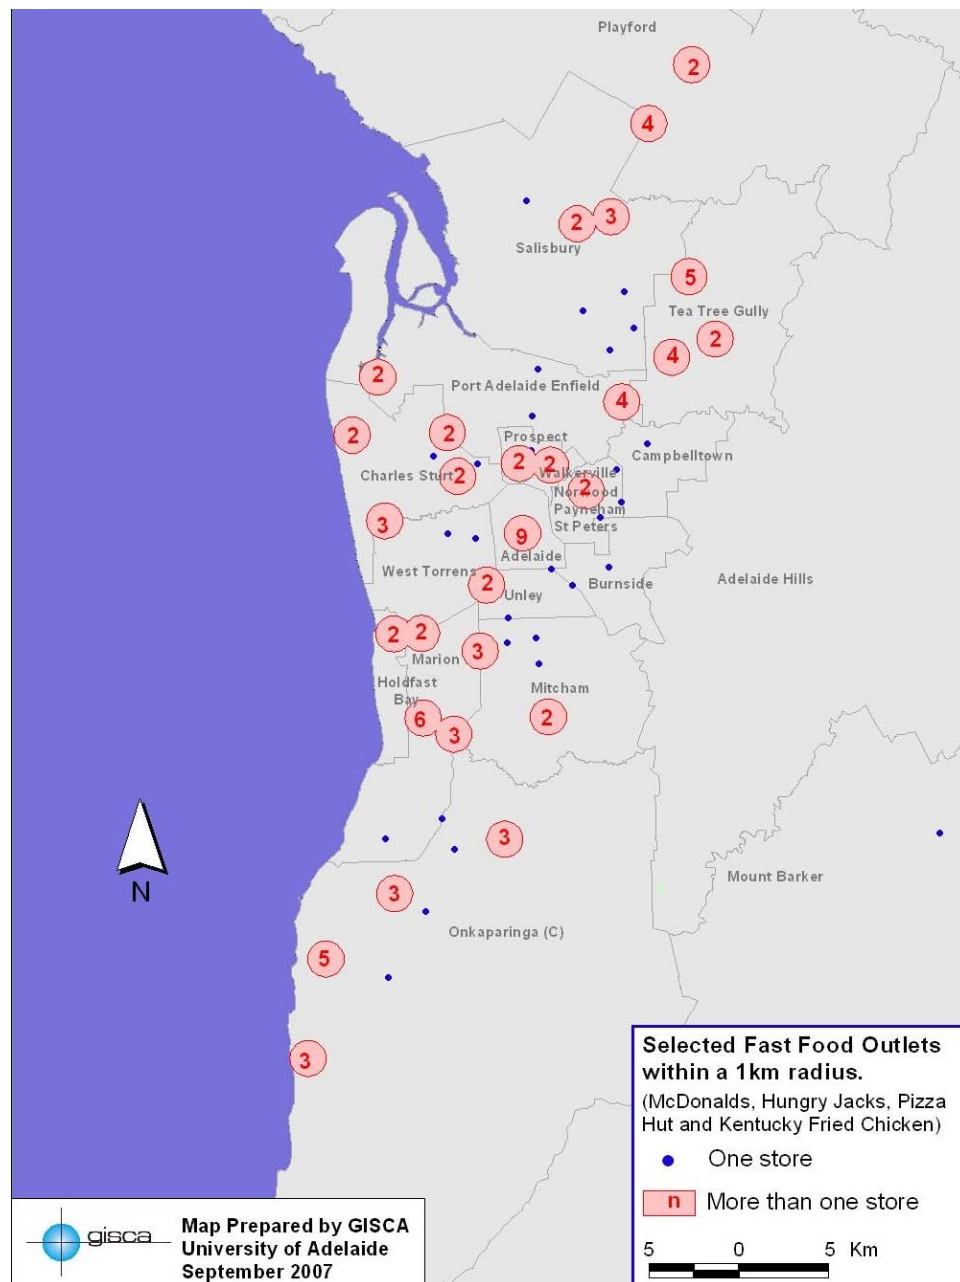 Playford
2
4
2
3
Salisbury
5
Tea Tree Gully
2
4
2
Port Adelaide Enfield
4
2
2
Prospect
Campbelltown
2
2
Walkerville
Charles Sturt
2
2
Norwood
Payneham
St Peters
3
9
Adelaide
West Torrens
2
Unley
Burnside
Adelaide Hills
2
2
Marion
3
Holdfast
Bay
Mitcham
6
3
2
3
Mount Barker
N
3
Onkaparinga (C)
5
3
Selected Fast Food Outlets
within a 1km radius.
(McDonalds, Hungry Jacks, Pizza
Hut and Kentucky Fried Chicken)
One store
n More than one store
5 0 5 Km
gisca
Map Prepared by GISCA
University of Adelaide
September 2007